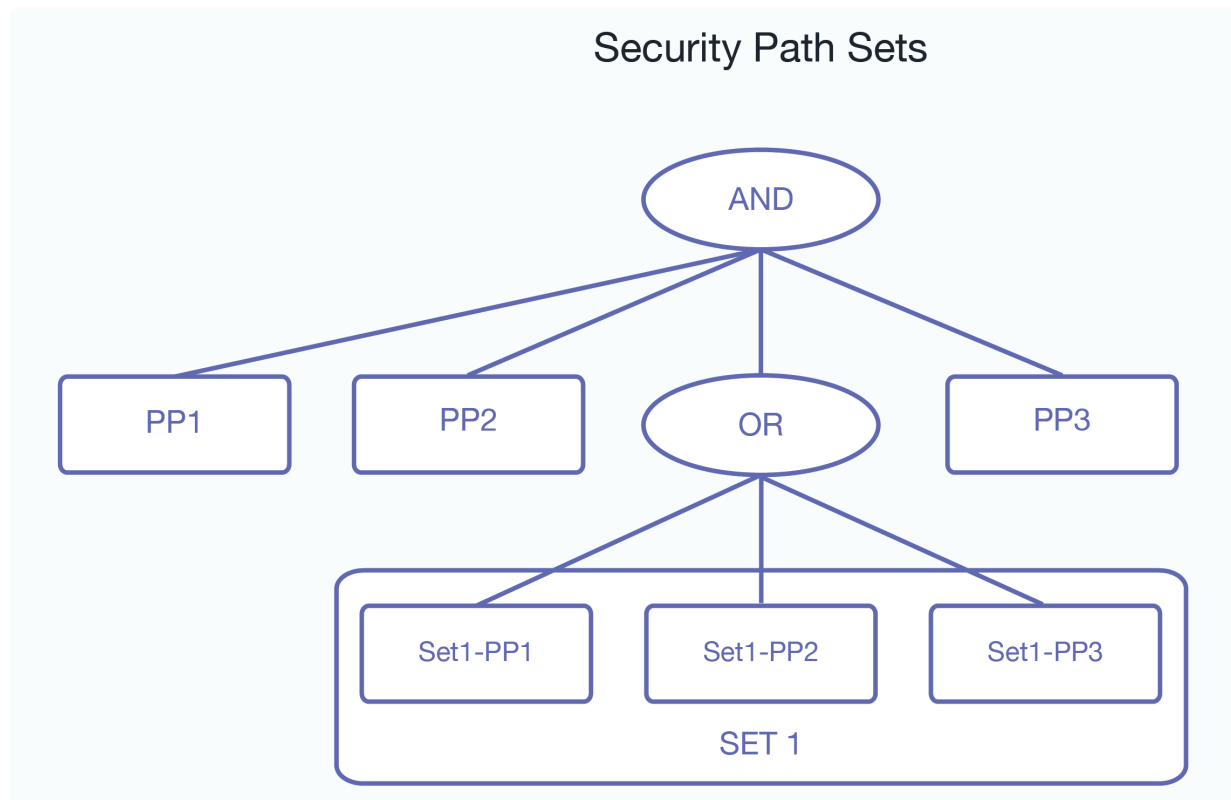 Security Path Sets
AND
PP1
PP2
OR
PP3
Set1-PP1
Set1-PP2
Set1-PP3
SET 1